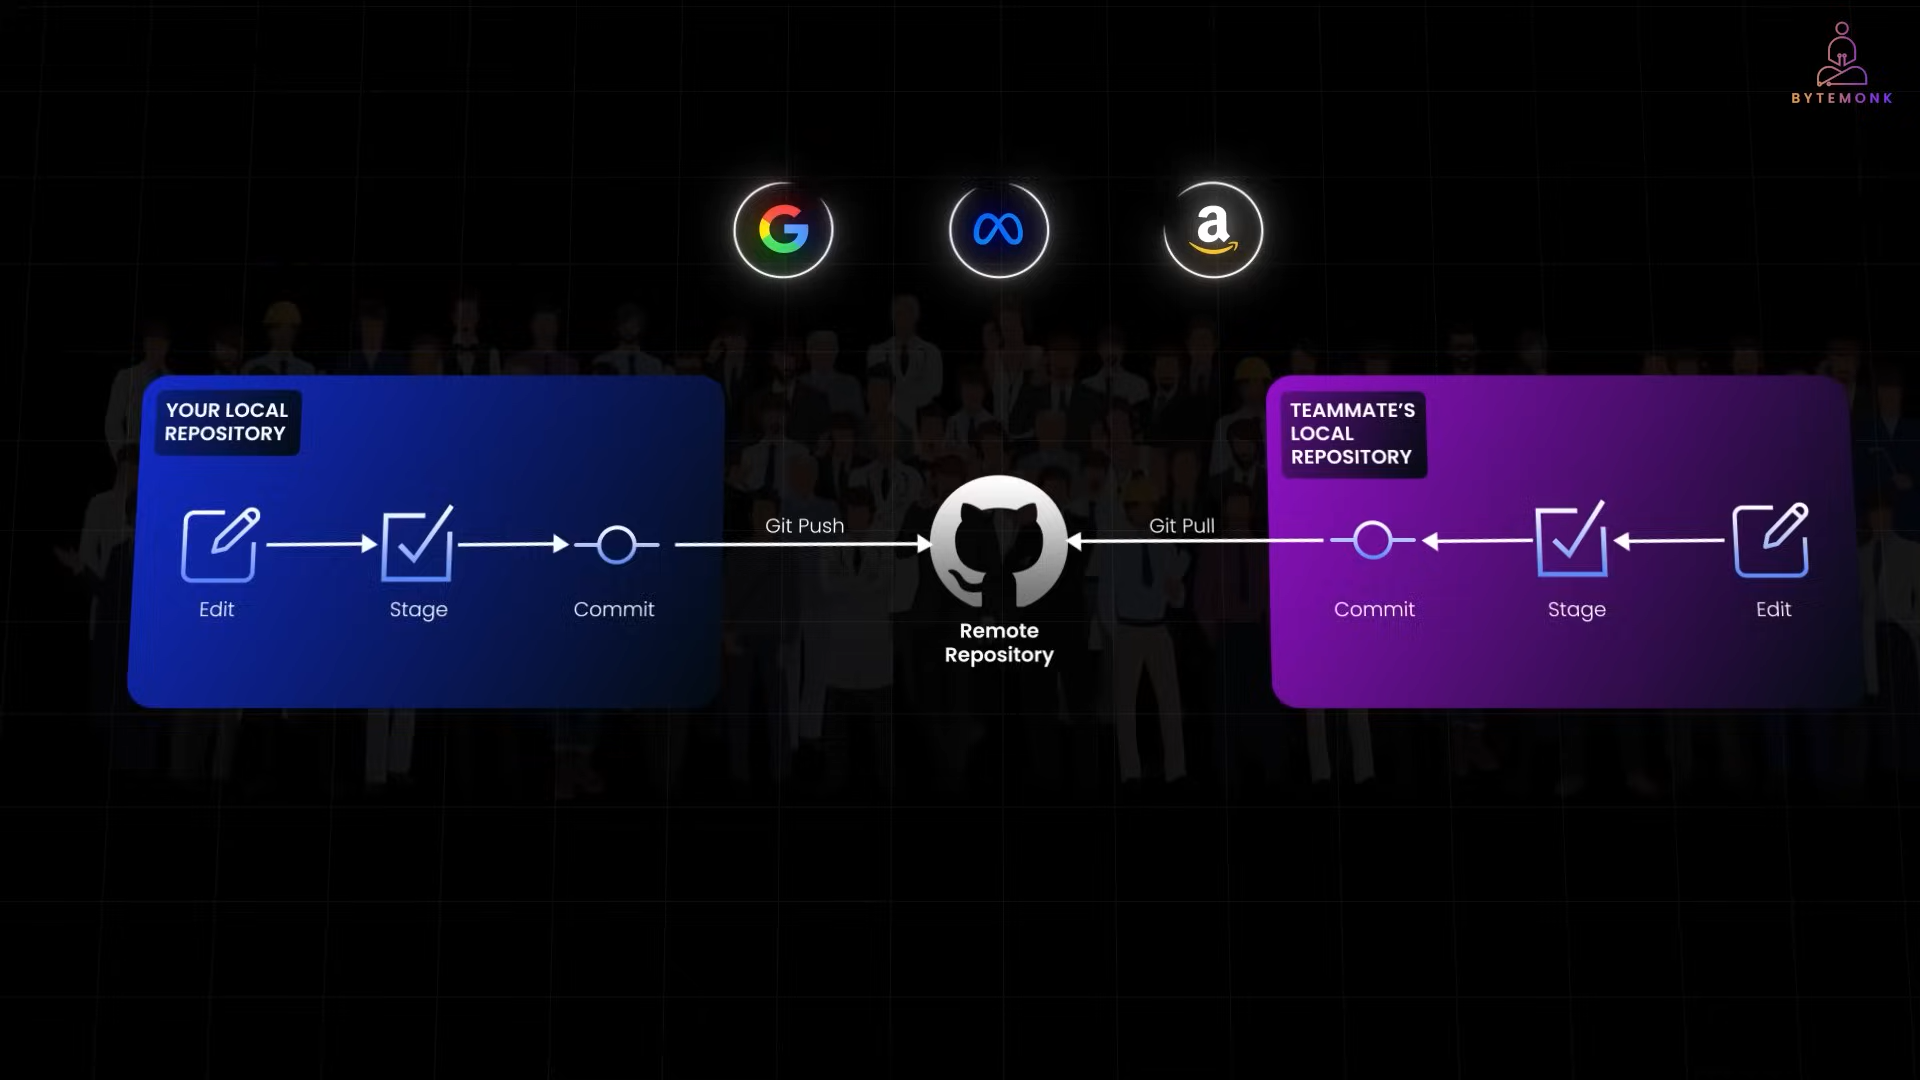 BYTEMONK
a
YOUR LOCAL
REPOSITORY
Edit
Stage
Commit
Git Push
Remote
Repository
Git Pull
TEAMMATE'S
LOCAL
REPOSITORY
Commit
Stage
Edit